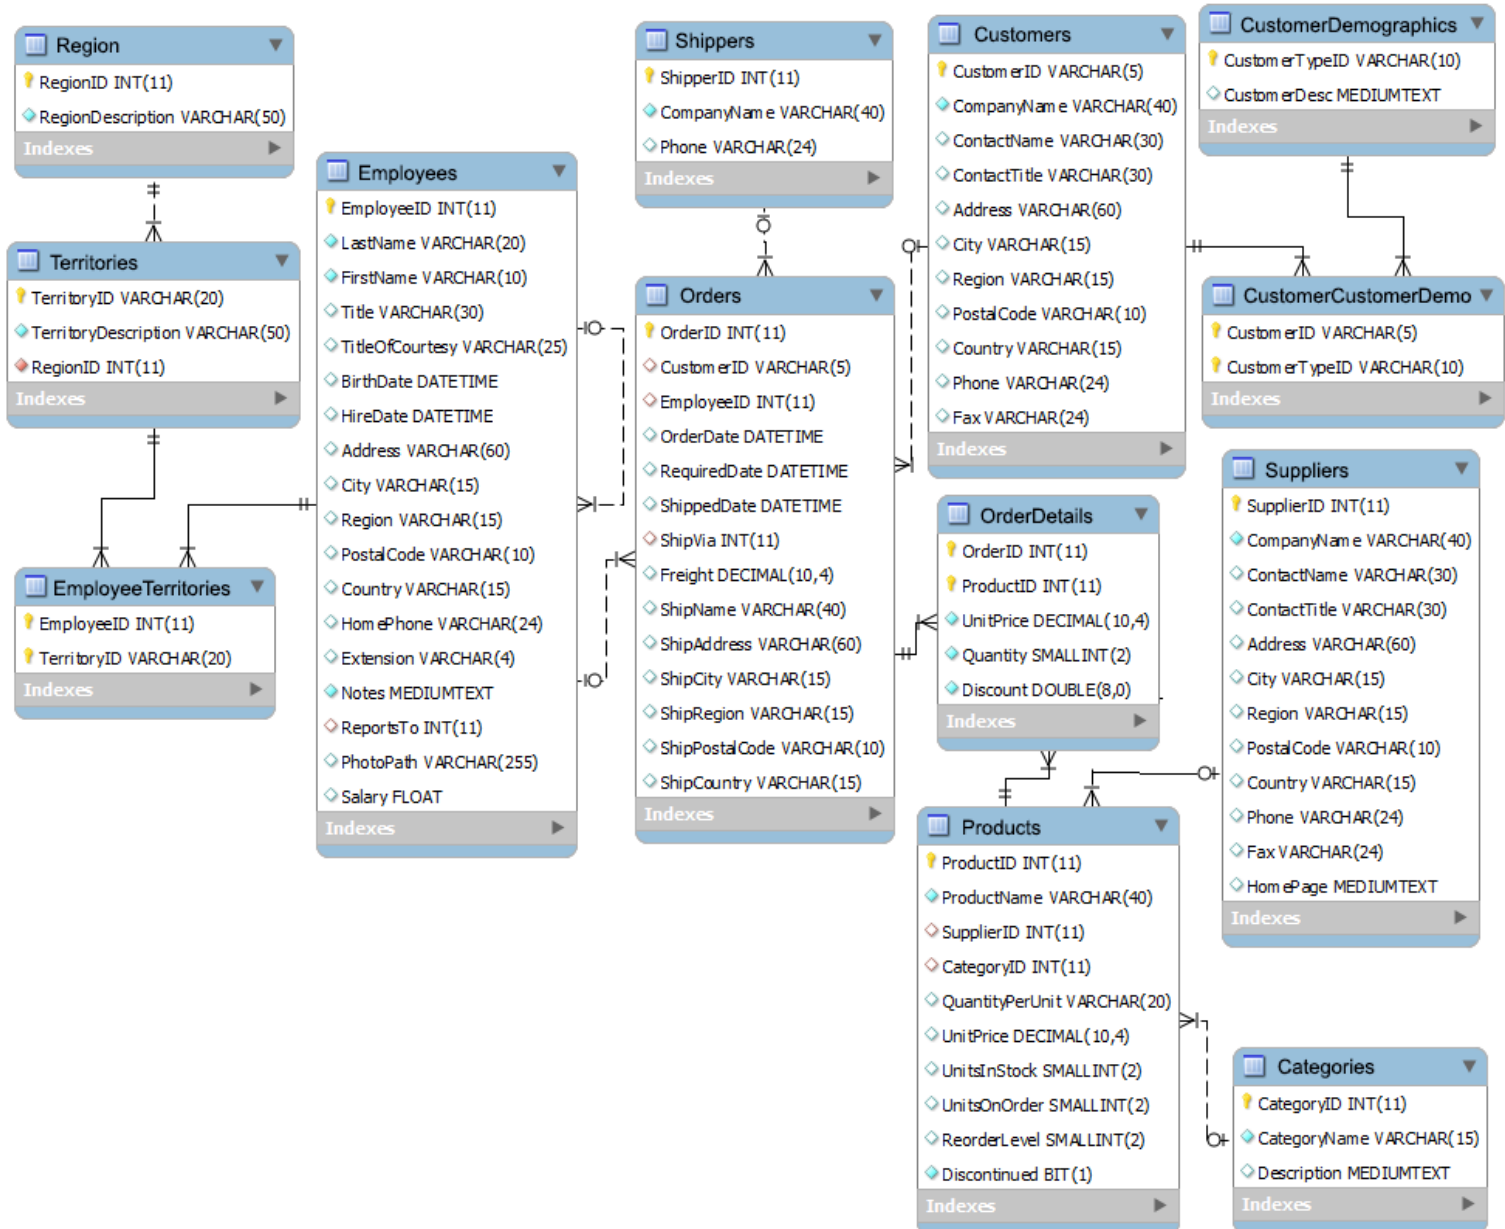 Region
RegionID INT(11)
RegionDescription VARCHAR(50)
Indexes
Territories
TerritoryID VARCHAR(20)
TerritoryDescription VARCHAR(50)
RegionID INT(11)
Indexes
EmployeeTerritories
EmployeeID INT(11)
TerritoryID VARCHAR(20)
Indexes
Employees
EmployeeID INT(11)
LastName VARCHAR(20)
FirstName VARCHAR(10)
Title VARCHAR(30)
TitleOfCourtesy VARCHAR(25)
BirthDate DATETIME
HireDate DATETIME
Address VARCHAR(60)
City VARCHAR(15)
Region VARCHAR(15)
PostalCode VARCHAR(10)
Country VARCHAR(15)
HomePhone VARCHAR(24)
Extension VARCHAR(4)
Notes MEDIUMTEXT
ReportsTo INT(11)
PhotoPath VARCHAR(255)
Salary FLOAT
Indexes
Shippers
ShipperID INT(11)
CompanyName VARCHAR(40)
Phone VARCHAR(24)
Indexes
Orders
OrderID INT(11)
CustomerID VARCHAR(5)
EmployeeID INT(11)
OrderDate DATETIME
RequiredDate DATETIME
ShippedDate DATETIME
ShipVia INT(11)
Freight DECIMAL(10,4)
ShipName VARCHAR(40)
ShipAddress VARCHAR(60)
ShipCity VARCHAR(15)
ShipRegion VARCHAR(15)
ShipPostalCode VARCHAR(10)
ShipCountry VARCHAR(15)
Indexes
Customers
CustomerID VARCHAR(5)
CompanyName VARCHAR(40)
ContactName VARCHAR(30)
ContactTitle VARCHAR(30)
Address VARCHAR(60)
City VARCHAR(15)
Region VARCHAR(15)
PostalCode VARCHAR(10)
Country VARCHAR(15)
Phone VARCHAR(24)
Fax VARCHAR(24)
Indexes
CustomerDemographics
CustomerTypeID VARCHAR(10)
CustomerDesc MEDIUMTEXT
Indexes
CustomerCustomerDemo
CustomerID VARCHAR(5)
CustomerTypeID VARCHAR(10)
Indexes
OrderDetails
OrderID INT(11)
ProductID INT(11)
UnitPrice DECIMAL(10,4)
Quantity SMALLINT(2)
Discount DOUBLE(8,0)
Indexes
Suppliers
SupplierID INT(11)
CompanyName VARCHAR(40)
ContactName VARCHAR(30)
ContactTitle VARCHAR(30)
Address VARCHAR(60)
City VARCHAR(15)
Region VARCHAR(15)
PostalCode VARCHAR(10)
Country VARCHAR(15)
Phone VARCHAR(24)
Fax VARCHAR(24)
HomePage MEDIUMTEXT
Indexes
Products
ProductID INT(11)
ProductName VARCHAR(40)
SupplierID INT(11)
CategoryID INT(11)
QuantityPerUnit VARCHAR(20)
UnitPrice DECIMAL(10,4)
UnitsInStock SMALLINT(2)
UnitsOnOrder SMALLINT(2)
ReorderLevel SMALLINT(2)
Discontinued BIT(1)
Indexes
Categories
CategoryID INT(11)
CategoryName VARCHAR(15)
Description MEDIUMTEXT
Indexes